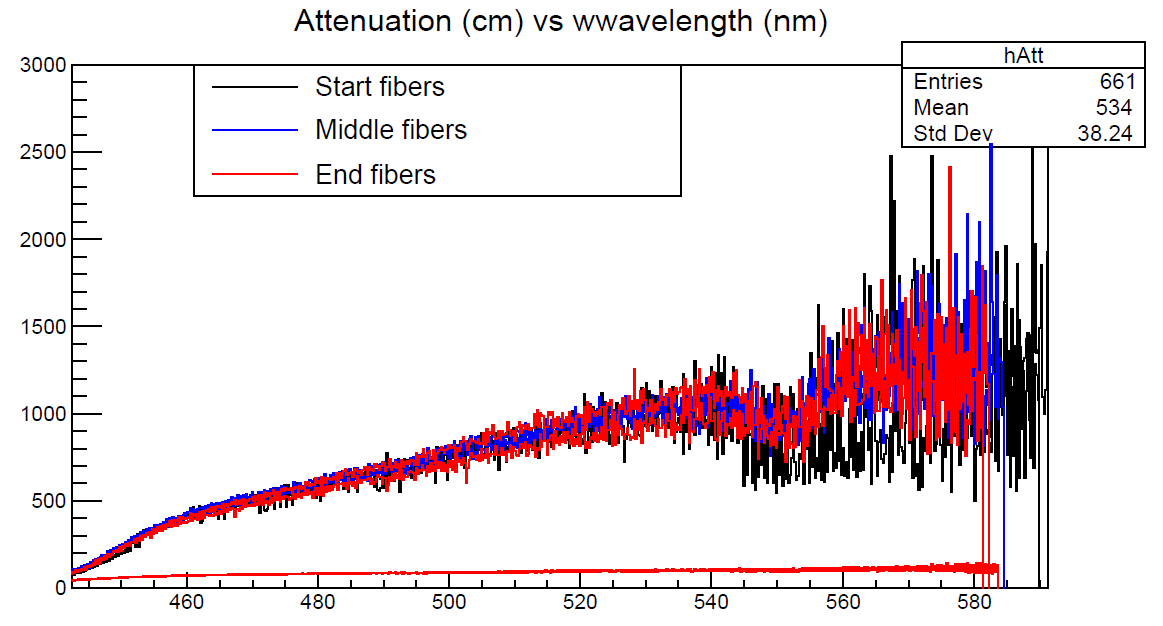 Attenuation (cm) vs wwavelength (nm)
hAtt
Entries 661
Mean 534
Std Dev 38.24
Start fibers
Middle fibers
End fibers
3000
2500
2000
1500
1000
500
0
460 480 500 520 540 560 580